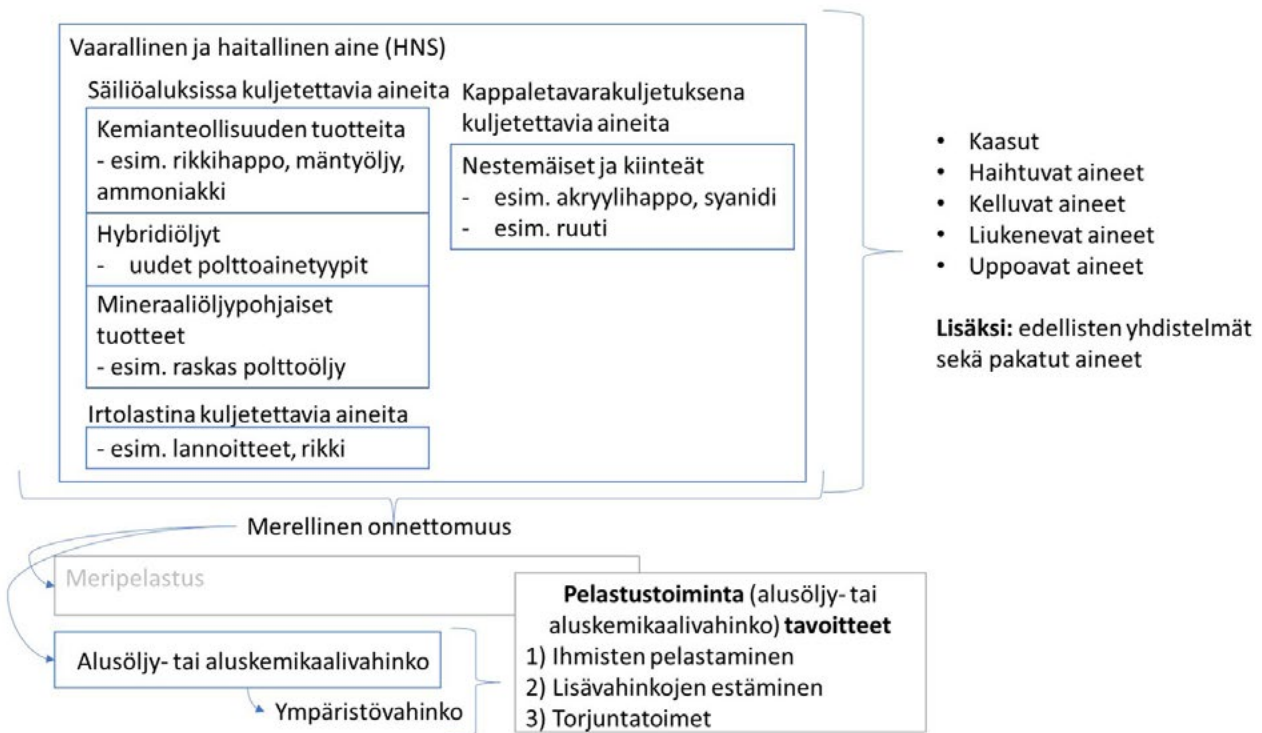 Vaarallinen ja haitallinen aine (HNS)
Säiliöaluksissa kuljetettavia aineita
Kemianteollisuuden tuotteita
- esim. rikkihappo, mäntyöljy,
ammoniakki
Hybridiöljyt
- uudet polttoainetyypit
Mineraaliöljypohjaiset
tuotteet
- esim. raskas polttoöljy
Irtolastina kuljetettavia aineita
- esim. lannoitteet, rikki
Kappaletavarakuljetuksena
kuljetettavia aineita
Nestemäiset ja kiinteät
- esim. akryylihappo, syanidi
- esim. ruuti
• Kaasut
• Haihtuvat aineet
• Kelluvat aineet
• Liukenevat aineet
• Uppoavat aineet
Lisäksi: edellisten yhdistelmät
sekä pakatut aineet
Merellinen onnettomuus
Meripelastus
Alusöljy- tai aluskemikaalivahinko
Ympäristövahinko
Pelastustoiminta (alusöljy- tai
aluskemikaalivahinko) tavoitteet
1) Ihmisten pelastaminen
2) Lisävahinkojen estäminen
3) Torjuntatoimet